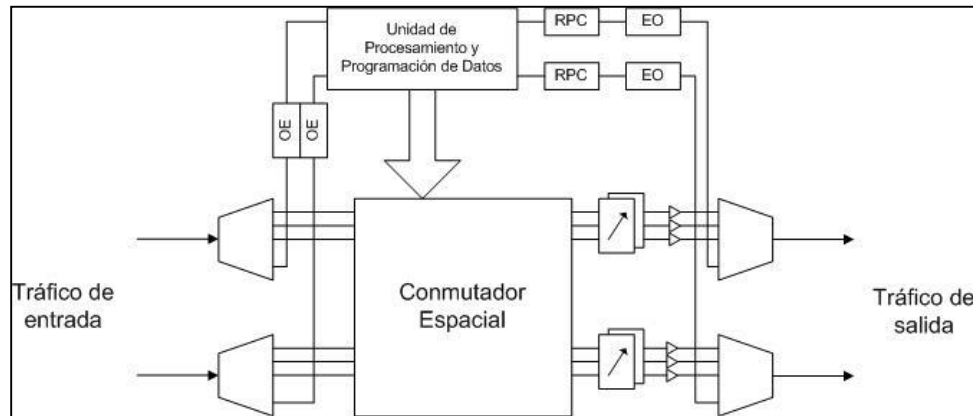 Unidad de
Procesamiento y
Programación de Datos
RPC
EO
RPC
EO
OE
OE
Tráfico de
entrada
Conmutador
Espacial
Tráfico de
salida